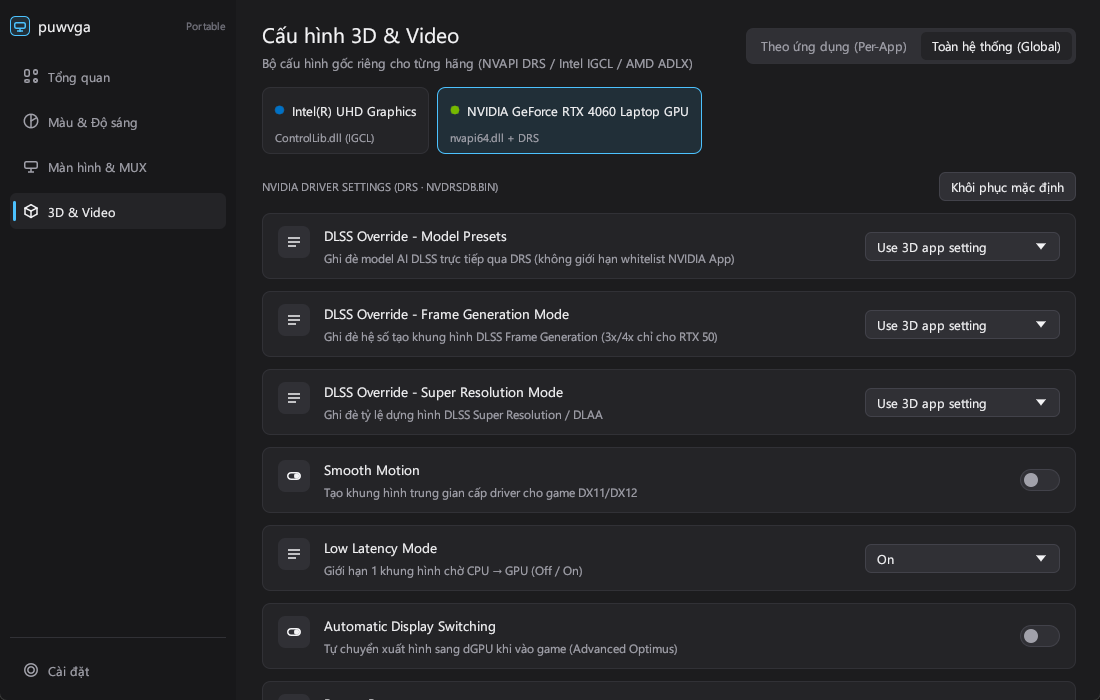 puwvga
Portable
Tổng quan
Màu & Độ sáng
Màn hình & MUX
3D & Video
Cài đặt
Cấu hình 3D & Video
Bộ cấu hình gốc riêng cho từng hãng (NVAPI DRS / Intel IGCL / AMD ADLX)
Theo ứng dụng (Per-App)
Toàn hệ thống (Global)
Intel(R) UHD Graphics
ControlLib.dll (IGCL)
NVIDIA GeForce RTX 4060 Laptop GPU
nvapi64.dll + DRS
NVIDIA DRIVER SETTINGS (DRS · NVDRSDB.BIN)
Khôi phục mặc định
DLSS Override - Model Presets
Ghi đè model AI DLSS trực tiếp qua DRS (không giới hạn whitelist NVIDIA App)
Use 3D app setting
DLSS Override - Frame Generation Mode
Ghi đè hệ số tạo khung hình DLSS Frame Generation (3x/4x chỉ cho RTX 50)
Use 3D app setting
DLSS Override - Super Resolution Mode
Ghi đè tỷ lệ dựng hình DLSS Super Resolution / DLAA
Use 3D app setting
Smooth Motion
Tạo khung hình trung gian cấp driver cho game DX11/DX12
Low Latency Mode
Giới hạn 1 khung hình chờ CPU → GPU (Off / On)
On
Automatic Display Switching
Tự chuyển xuất hình sang dGPU khi vào game (Advanced Optimus)